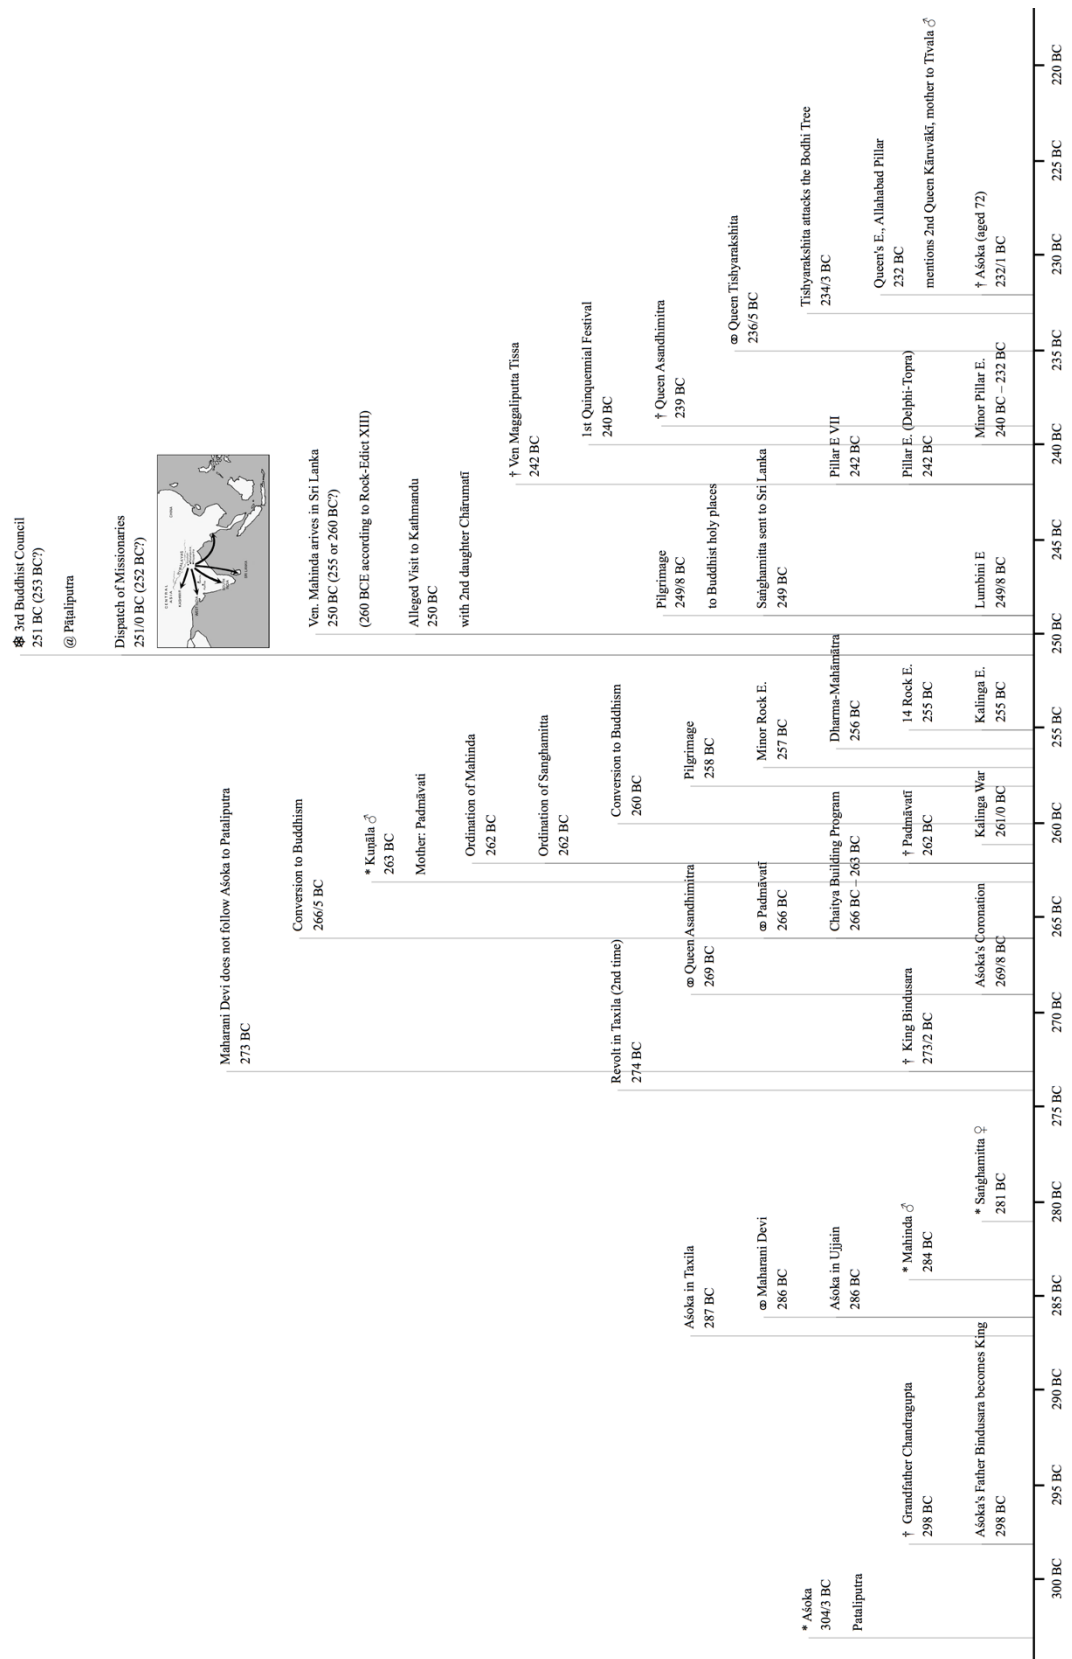 * Aśoka
304/3 BC
Pataliputra
† Grandfather Chandragupta
298 BC
Aśoka's Father Bindusara becomes King
298 BC
Aśoka in Taxila
287 BC
⚭ Maharani Devi
286 BC
Aśoka in Ujjain
286 BC
* Mahinda ♂
284 BC
* Saṅghamitta ♀
281 BC
Revolt in Taxila (2nd time)
274 BC
Maharani Devi does not follow Aśoka to Pataliputra
273 BC
† King Bindusara
273/2 BC
⚭ Queen Asandhimitra
269 BC
Aśoka's Coronation
269/8 BC
Conversion to Buddhism
266/5 BC
⚭ Padmāvatī
266 BC
Chaitya Building Program
266 BC – 263 BC
* Kuṇāla ♂
263 BC
Mother: Padmāvati
Ordination of Mahinda
262 BC
Ordination of Sanghamitta
262 BC
† Padmāvatī
262 BC
Kalinga War
261/0 BC
Conversion to Buddhism
260 BC
Pilgrimage
258 BC
Minor Rock E.
257 BC
Dharma-Mahāmātra
256 BC
14 Rock E.
255 BC
Kalinga E.
255 BC
☸ 3rd Buddhist Council
251 BC (253 BC?)
@ Pāṭaliputra
Dispatch of Missionaries
251/0 BC (252 BC?)
CENTRAL
ASIA
CHINA
Ven. Mahinda arives in Sri Lanka
250 BC (255 or 260 BC?)
(260 BCE according to Rock-Edict XIII)
Alleged Visit to Kathmandu
250 BC
with 2nd daughter Chārumatī
Pilgrimage
249/8 BC
to Buddhist holy places
Saṅghamitta sent to Sri Lanka
249 BC
Lumbini E
249/8 BC
† Ven Maggaliputta Tissa
242 BC
Pillar E VII
242 BC
Pillar E. (Delphi-Topra)
242 BC
1st Quinquennial Festival
240 BC
Minor Pillar E.
240 BC – 232 BC
† Queen Asandhimitra
239 BC
⚭ Queen Tishyarakshita
236/5 BC
Tishyarakshita attacks the Bodhi Tree
234/3 BC
Queen's E., Allahabad Pillar
232 BC
mentions 2nd Queen Kāruvākī, mother to Tīvala ♂
† Aśoka (aged 72)
232/1 BC
300 BC
295 BC
290 BC
285 BC
280 BC
275 BC
270 BC
265 BC
260 BC
255 BC
250 BC
245 BC
240 BC
235 BC
230 BC
225 BC
220 BC